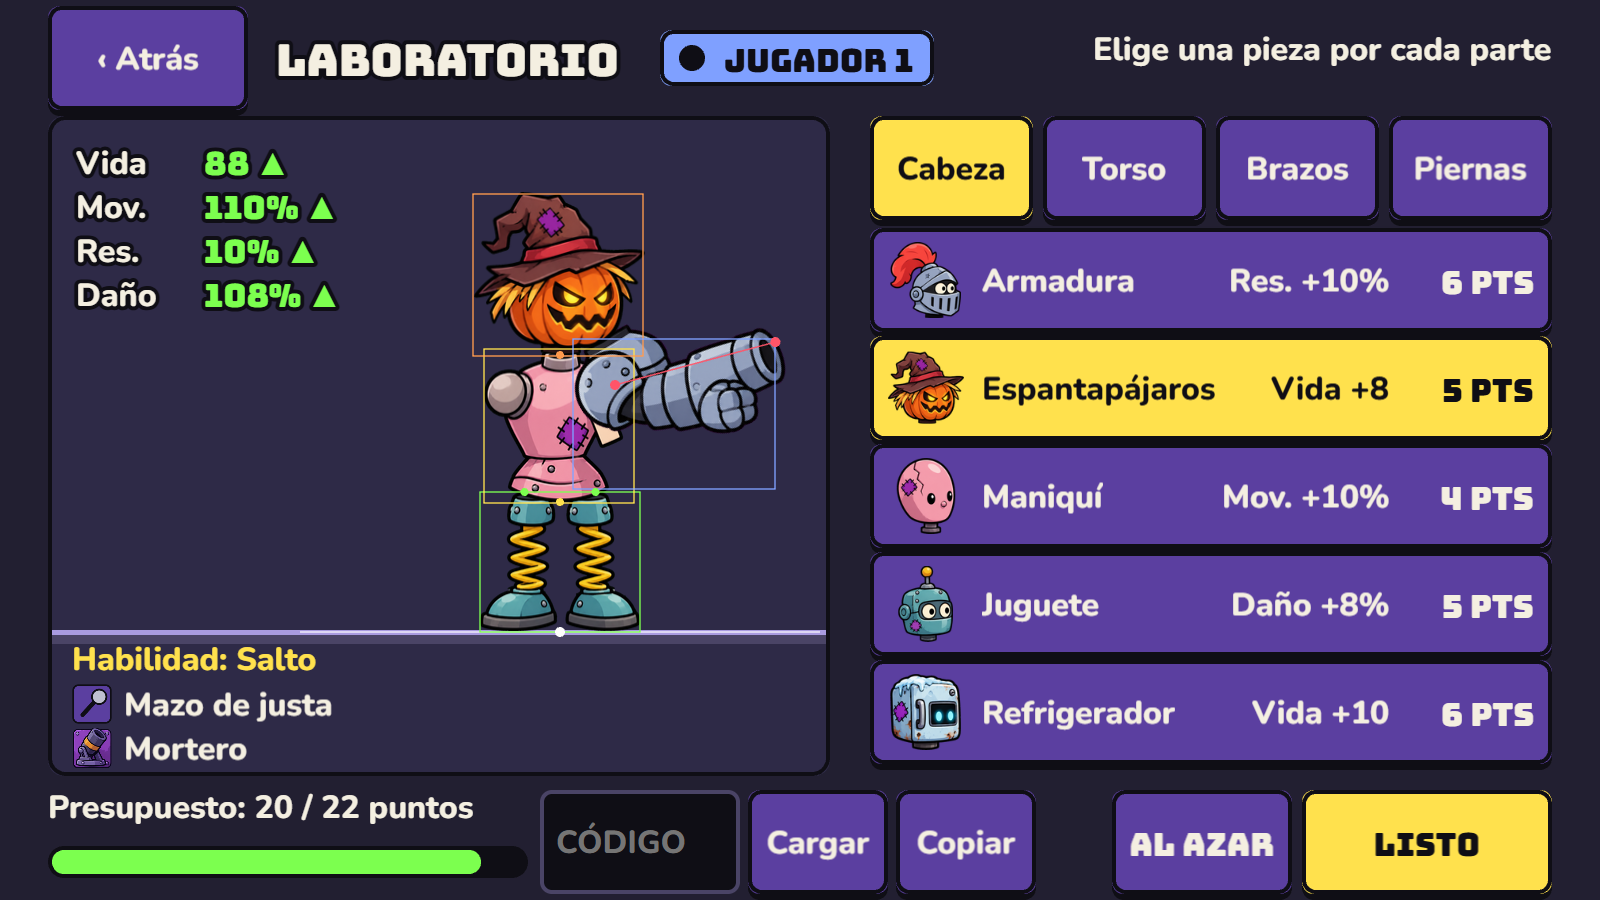 ‹ Atrás
LABORATORIO
JUGADOR 1
Elige una pieza por cada parte
Vida 88 ▲
Mov. 110% ▲
Res. 10% ▲
Daño 108% ▲
Habilidad: Salto
Mazo de justa
Mortero
Cabeza
Torso
Brazos
Piernas
Armadura Res. +10% 6 PTS
Espantapájaros Vida +8 5 PTS
Maniquí Mov. +10% 4 PTS
Juguete Daño +8% 5 PTS
Refrigerador Vida +10 6 PTS
Presupuesto: 20 / 22 puntos
CÓDIGO
Cargar
Copiar
AL AZAR
LISTO